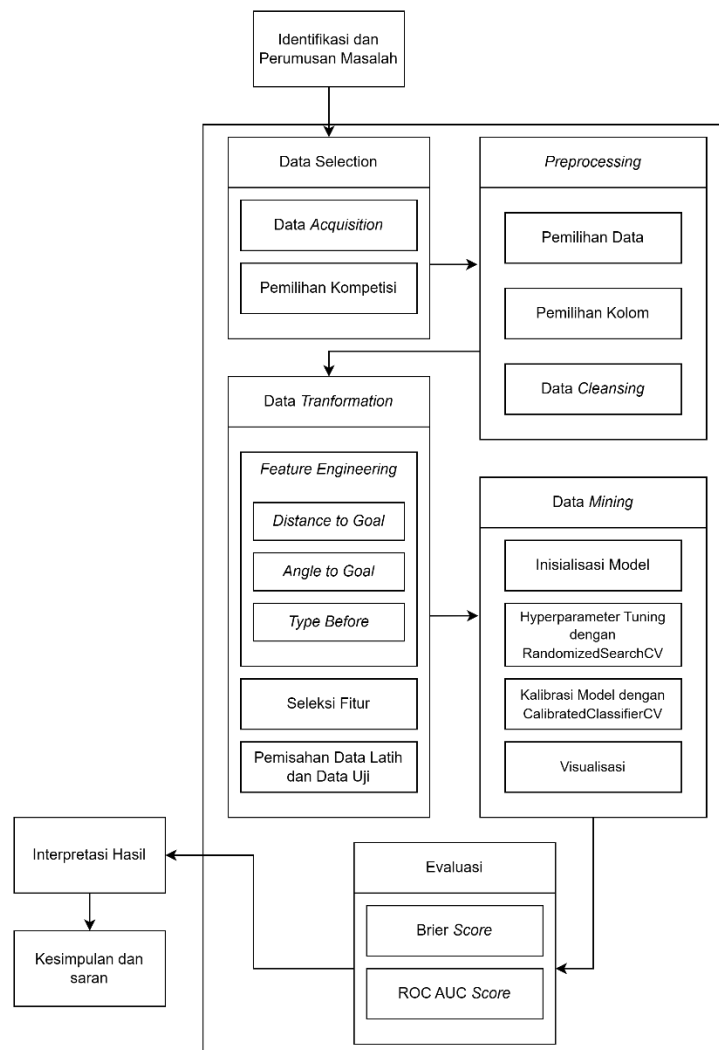 Identifikasi dan
Perumusan Masalah
Data Selection
Data Acquisition
Pemilihan Kompetisi
Preprocessing
Pemilihan Data
Pemilihan Kolom
Data Cleansing
Data Tranformation
Feature Engineering
Distance to Goal
Angle to Goal
Type Before
Seleksi Fitur
Pemisahan Data Latih
dan Data Uji
Data Mining
Inisialisasi Model
Hyperparameter Tuning
dengan
RandomizedSearchCV
Kalibrasi Model dengan
CalibratedClassifierCV
Visualisasi
Evaluasi
Brier Score
ROC AUC Score
Interpretasi Hasil
Kesimpulan dan
saran